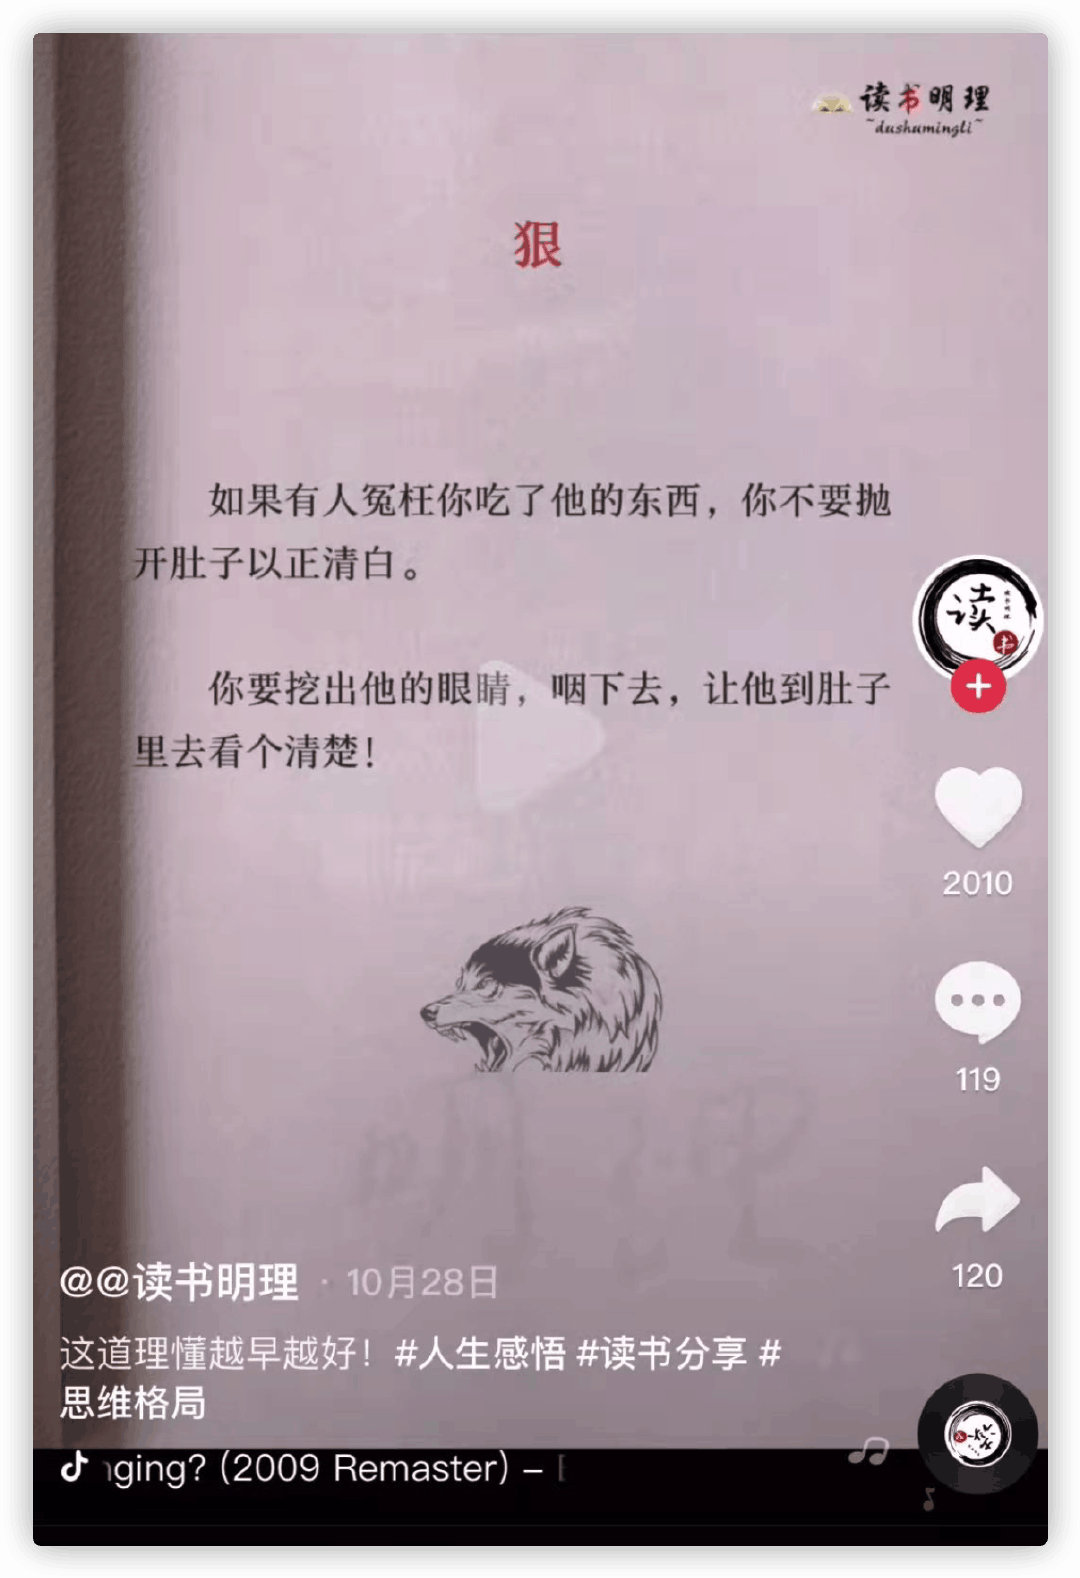 读书明理
~dushumingli~
狠
如果有人冤枉你吃了他的东西，你不要抛
开肚子以正清白。
你要挖出他的眼睛，咽下去，让他到肚子
里去看个清楚！
读
书
2010
119
120
@@读书明理 · 10月28日
这道理懂越早越好！#人生感悟 #读书分享 #
思维格局
ging? (2009 Remaster) –